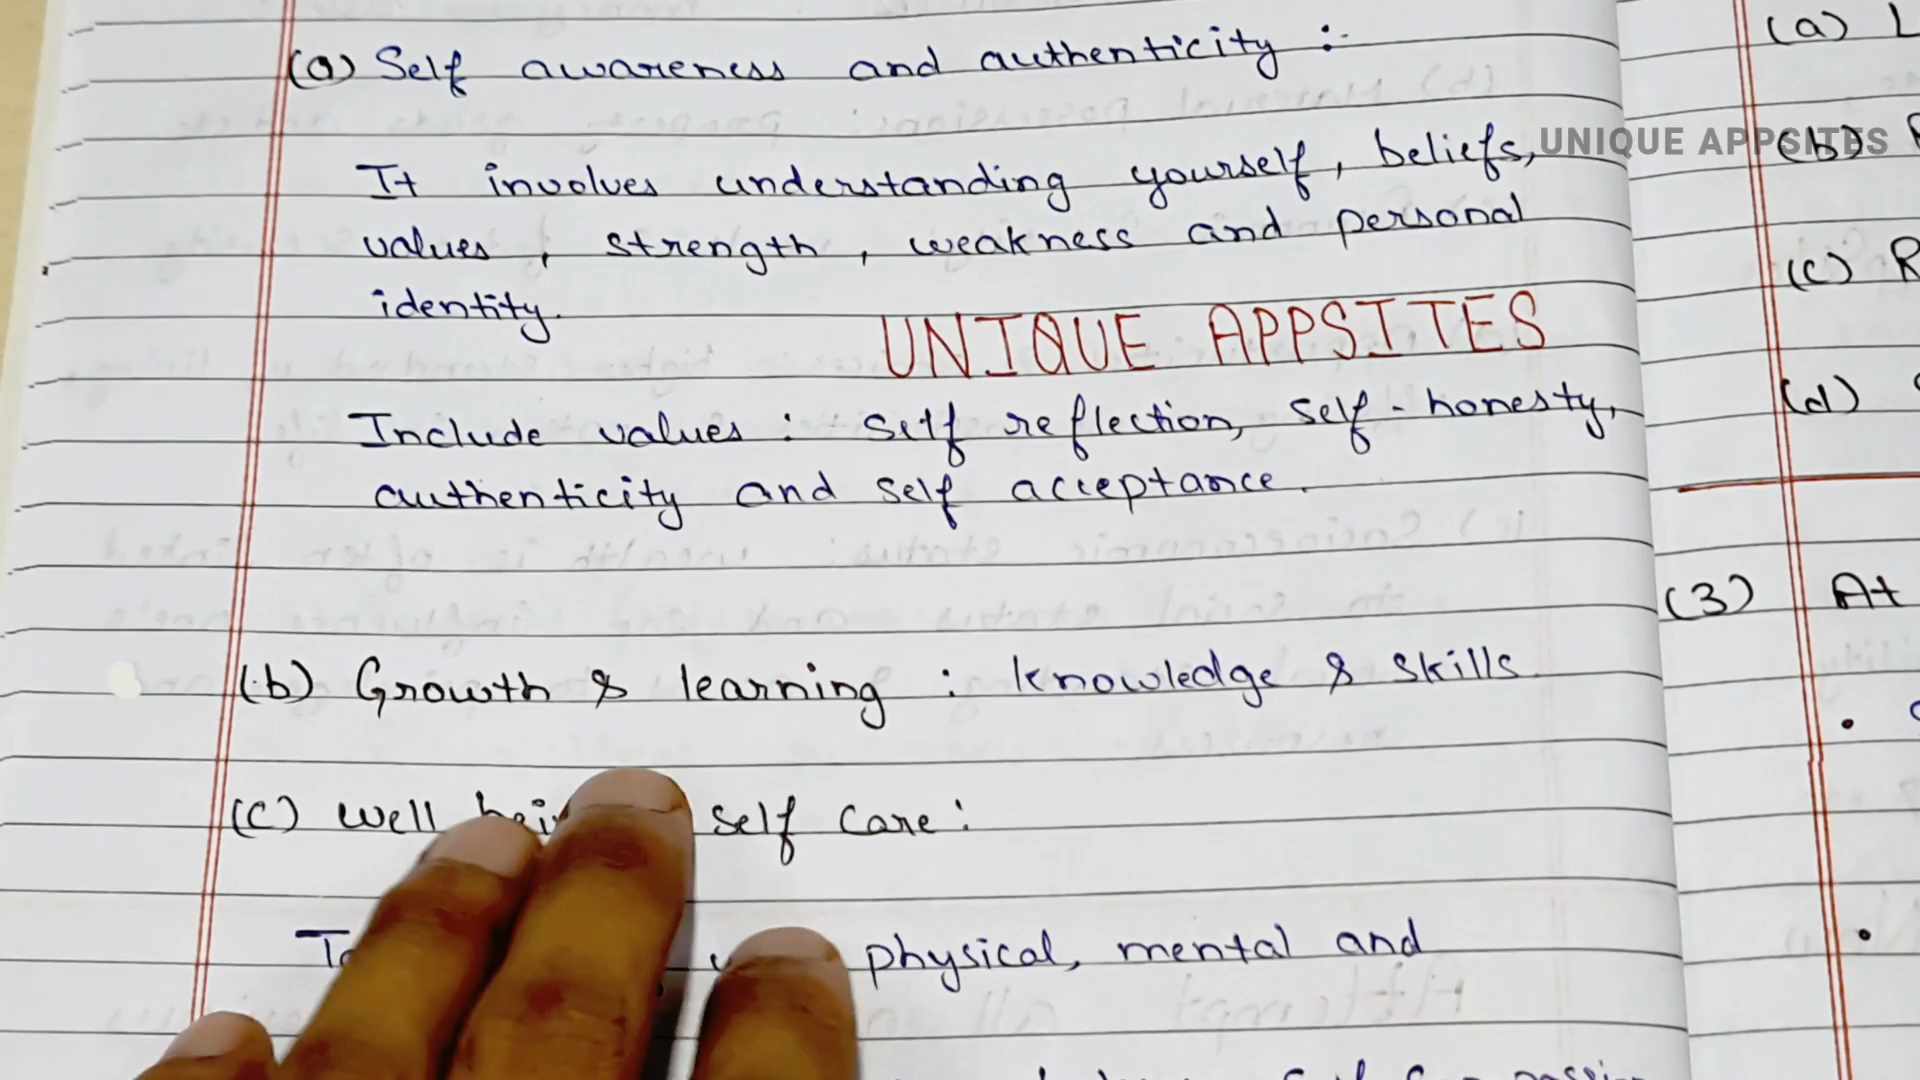 (a) Self awareness and authenticity :-
It involves understanding yourself, beliefs,
values, strength, weakness and personal
identity.
UNIQUE APPSITES
Include values : self reflection, self-honesty,
authenticity and self acceptance.
(b) Growth & learning : knowledge & skills
(c) Well self care:
physical, mental and
UNIQUE APPSITES
(a) L
(b)
(c) R
(d)
(3) At